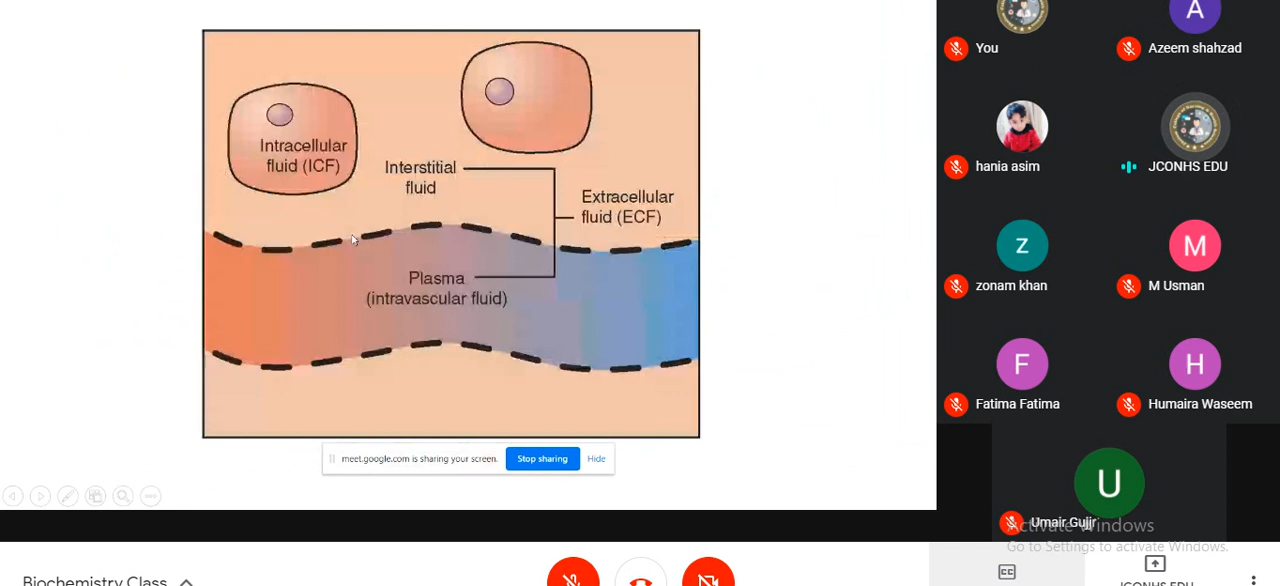 Intracellular
fluid (ICF)
Interstitial
fluid
Extracellular
fluid (ECF)
Plasma
(intravascular fluid)
meet.google.com is sharing your screen.
Stop sharing
Hide
You
A
Azeem shahzad
hania asim
JCONHS EDU
z
zonam khan
M
M Usman
F
Fatima Fatima
H
Humaira Waseem
U
Umair Gujjr
Activate Windows
Go to Settings to activate Windows.
Biochemistry Class
CC
JCONHS EDU